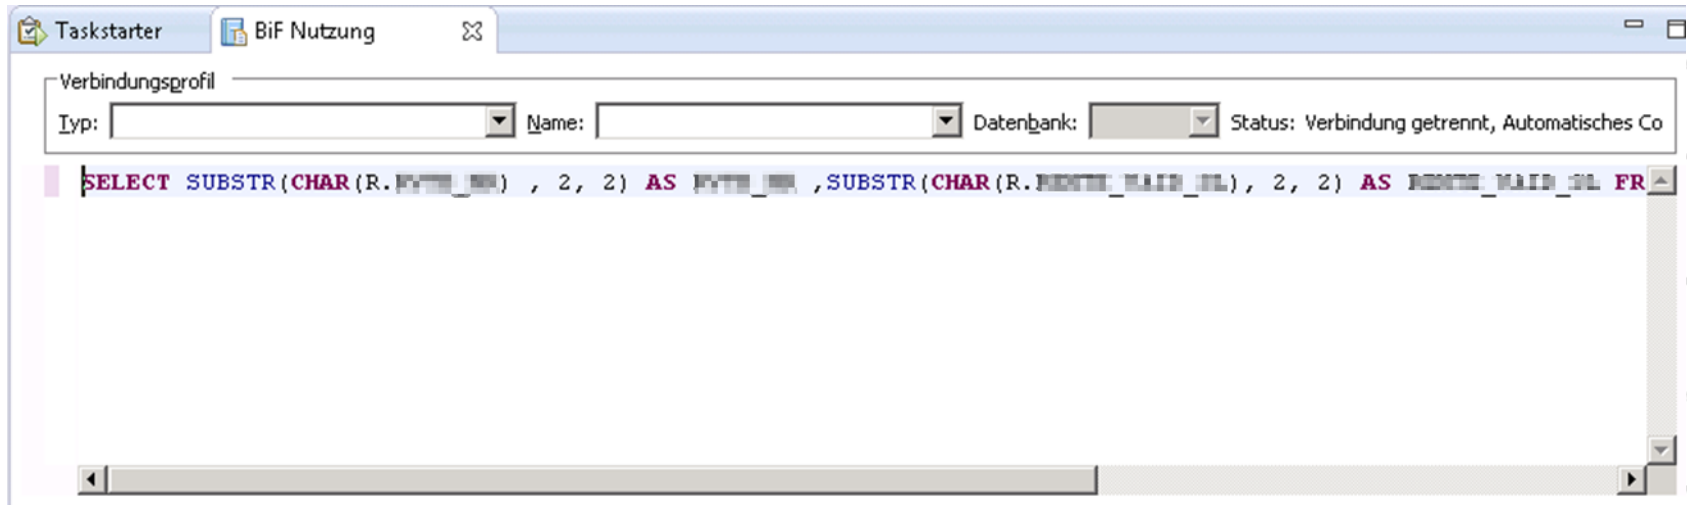 Taskstarter BiF Nutzung
Verbindungsprofil
Typ: Name: Datenbank: Status: Verbindung getrennt, Automatisches Co
SELECT SUBSTR(CHAR(R. ) , 2, 2) AS ,SUBSTR(CHAR(R. ), 2, 2) AS FR